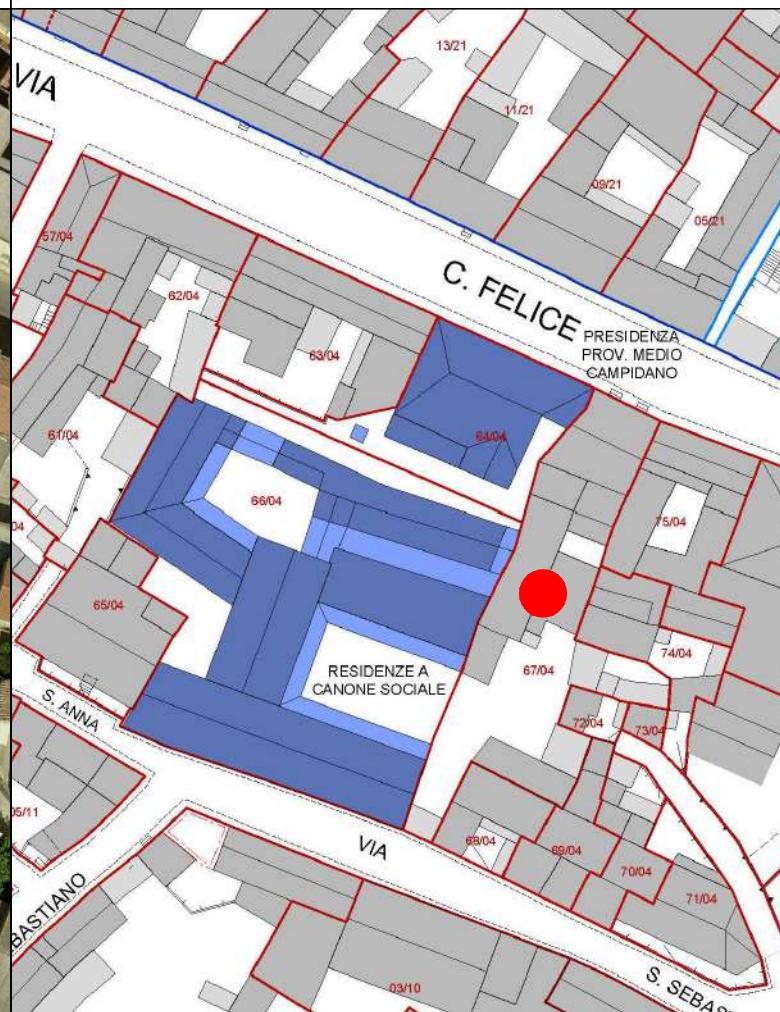 VIA
13/21
11/21
09/21
05/21
57/04
62/04
63/04
C. FELICE
PRESIDENZA
PROV. MEDIO
CAMPIDANO
61/04
64/04
66/04
75/04
65/04
RESIDENZE A
CANONE SOCIALE
67/04
74/04
S. ANNA
72/04
73/04
05/11
VIA
68/04
69/04
70/04
71/04
BASTIANO
03/10
S. SEBAS